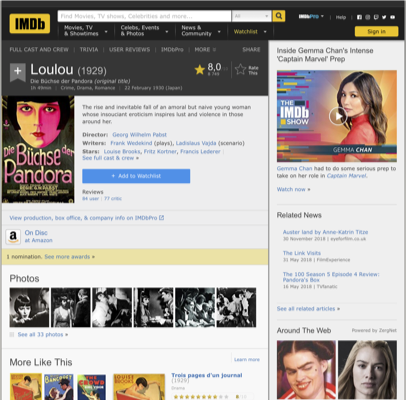 IMDb
Find Movies, TV shows, Celebrities and more...
All
Movies, TV & Showtimes
Celebs, Events & Photos
News & Community
Watchlist
IMDbPro
Help
Sign in
FULL CAST AND CREW | TRIVIA | USER REVIEWS | IMDbPro | MORE
SHARE
Loulou (1929)
Die Büchse der Pandora (original title)
1h 49min | Crime, Drama, Romance | 22 February 1930 (Japan)
8,0
Rate This
Die Büchse der Pandora
The rise and inevitable fall of an amoral but naive young woman
whose insouciant eroticism inspires lust and violence in those
around her.
Director: Georg Wilhelm Pabst
Writers: Frank Wedekind (plays), Ladislaus Vajda (scenario)
Stars: Louise Brooks, Fritz Kortner, Francis Lederer
See full cast & crew »
+ Add to Watchlist
Reviews
84 user | 77 critic
View production, box office, & company info on IMDbPro
On Disc
at Amazon
1 nomination. See more awards »
Photos
See all 33 photos »
More Like This
Learn more
Trois pages d'un journal
(1929)
Drama
Inside Gemma Chan's Intense
'Captain Marvel' Prep
THE
IMDb
SHOW
GEMMA CHAN
Gemma Chan had to do some serious prep
to take on her role in Captain Marvel.
Watch now »
Related News
Auster land by Anne-Katrin Titze
30 November 2018 | eyeforfilm.co.uk
The Link Visits
31 May 2018 | FilmExperience
The 100 Season 5 Episode 4 Review:
Pandora's Box
16 May 2018 | TVfanatic
See all related articles »
Around The Web
Powered by ZergNet